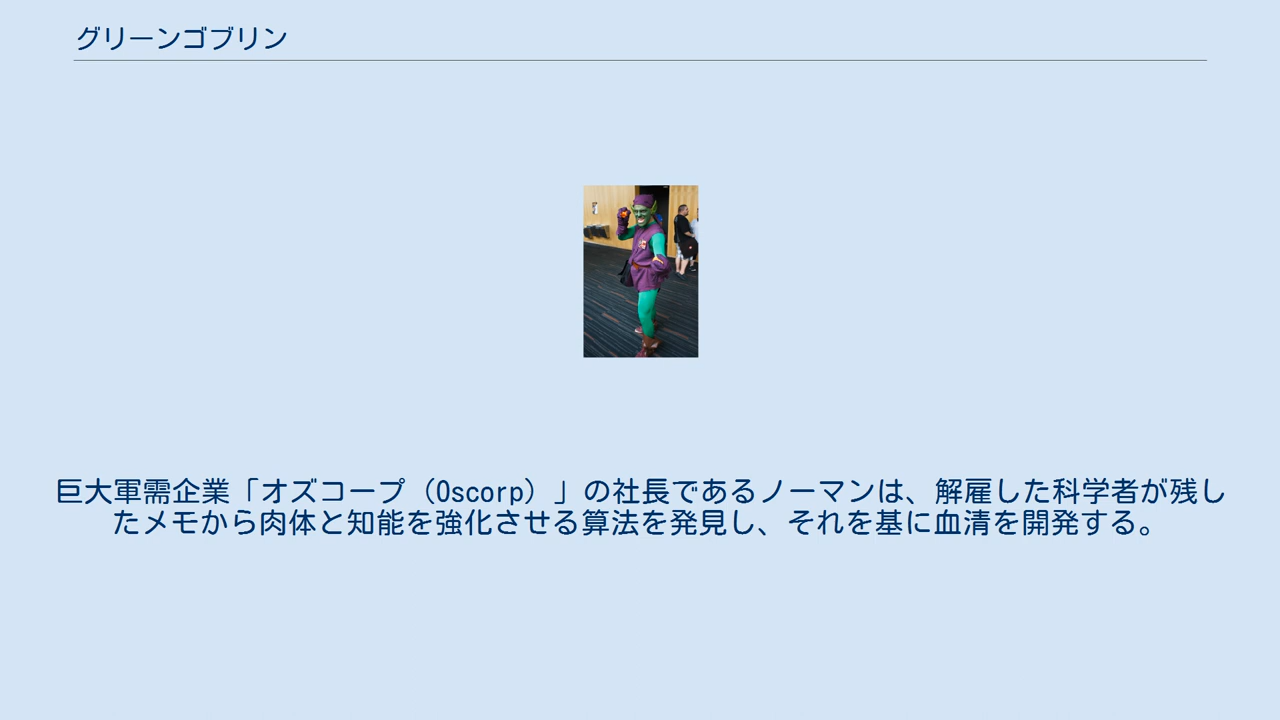 グリーンゴブリン
巨大軍需企業「オズコープ（Oscorp）」の社長であるノーマンは、解雇した科学者が残し
たメモから肉体と知能を強化させる算法を発見し、それを基に血清を開発する。